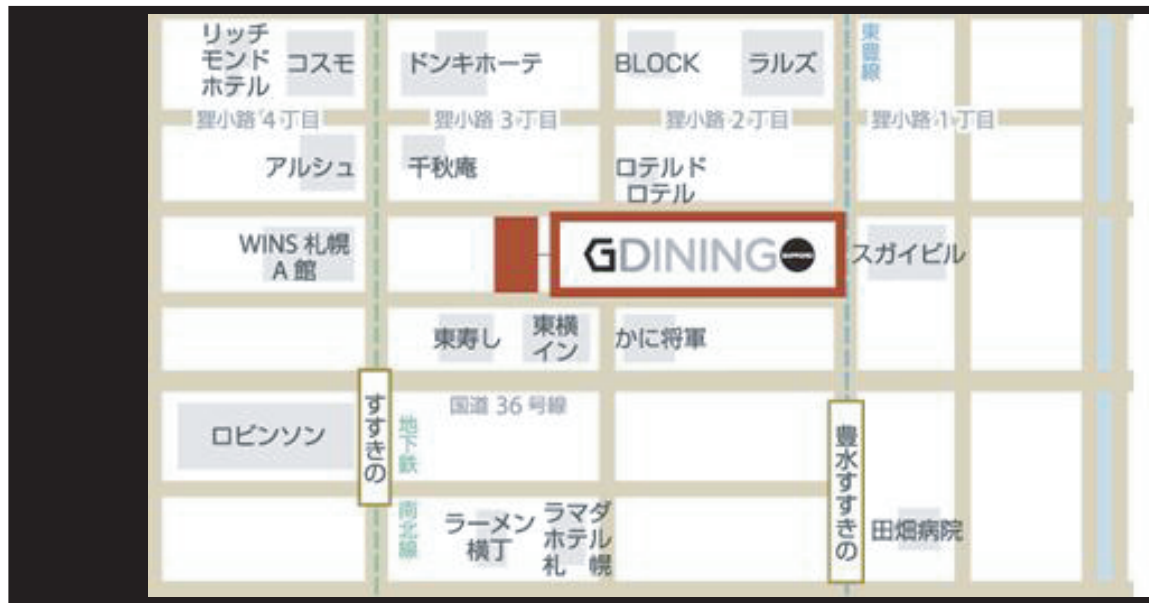 リッチ
モンド
ホテル
コスモ
ドンキホーテ
BLOCK
ラルズ
東豊線
狸小路4丁目
狸小路3丁目
狸小路2丁目
狸小路1丁目
アルシュ
千秋庵
ロテルド
ロテル
WINS 札幌
A 館
GDINING
SAPPORO
スガイビル
東寿し
東横
イン
かに将軍
すすきの
国道 36 号線
地下鉄
ロビンソン
豊水すすきの
南北線
ラーメン
横丁
ラマダ
ホテル
札 幌
田畑病院